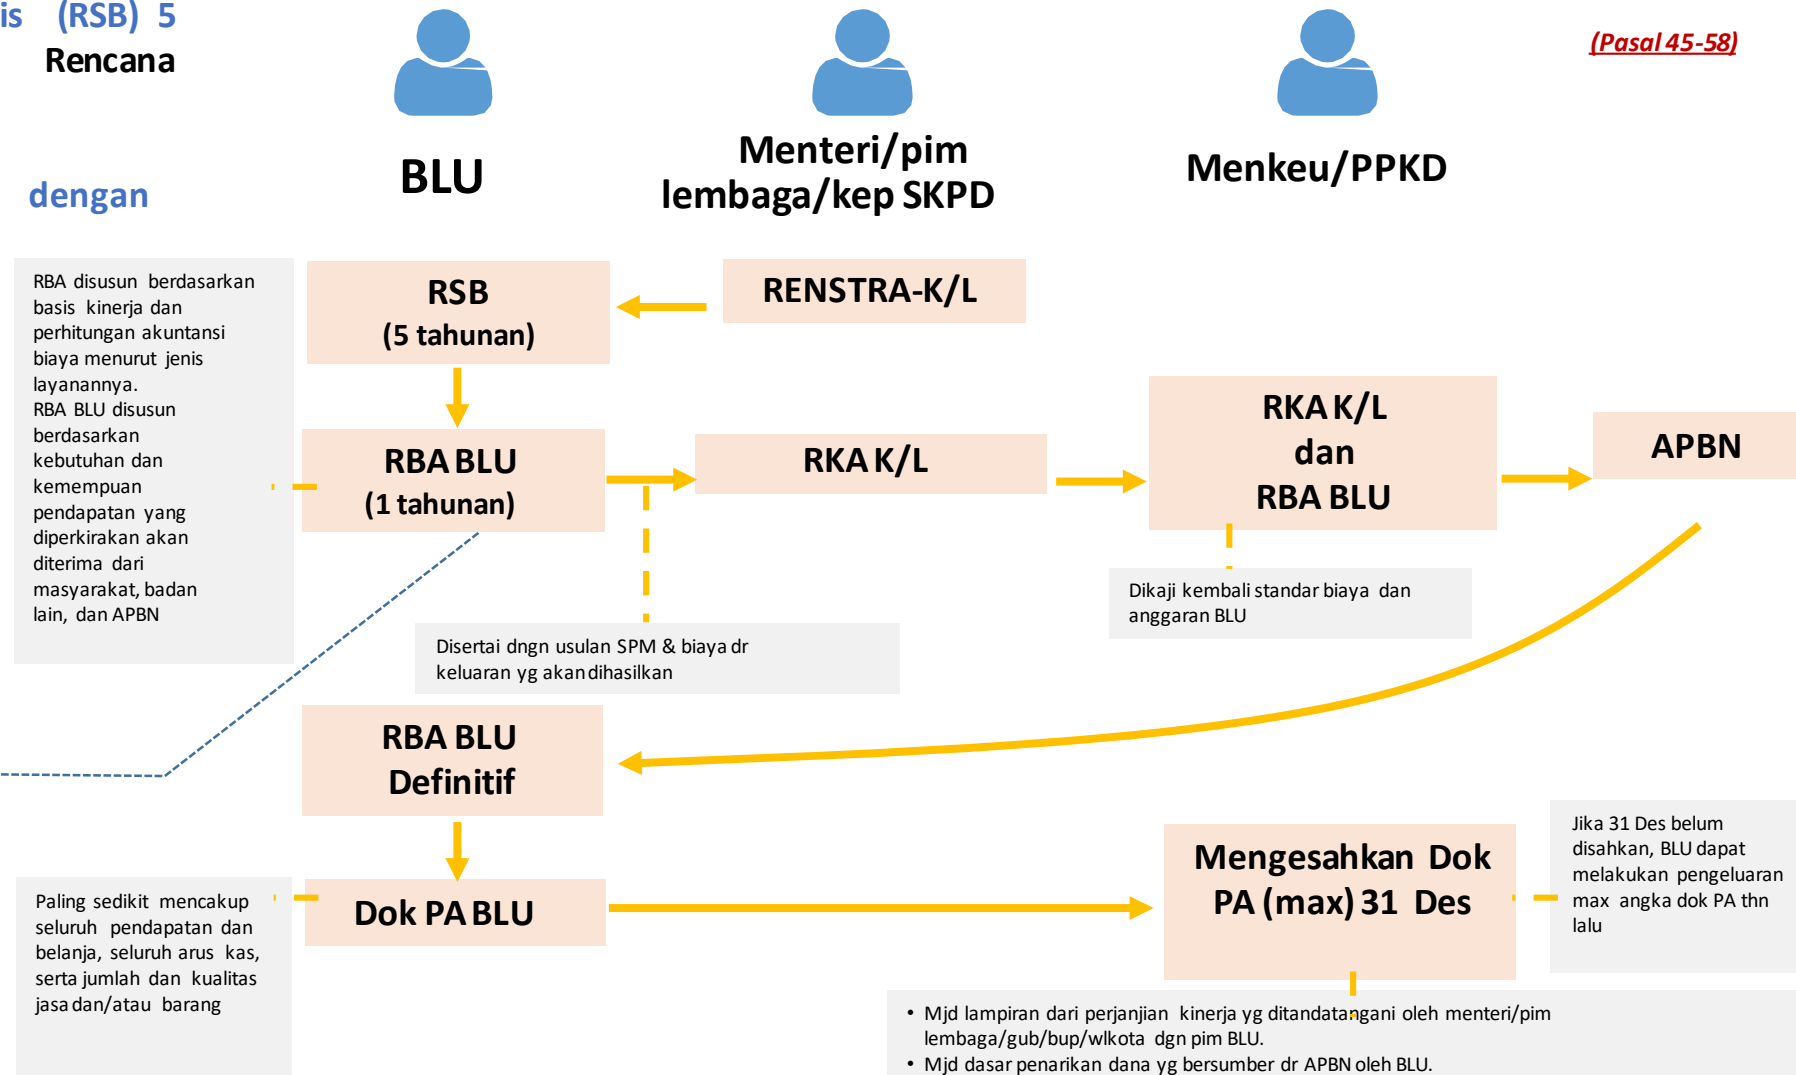 is (RSB) 5
Rencana
dengan
(Pasal 45-58)
BLU
Menteri/pim
lembaga/kep SKPD
Menkeu/PPKD
RBA disusun berdasarkan
basis kinerja dan
perhitungan akuntansi
biaya menurut jenis
layanannya.
RBA BLU disusun
berdasarkan
kebutuhan dan
kemempuan
pendapatan yang
diperkirakan akan
diterima dari
masyarakat, badan
lain, dan APBN
RSB
(5 tahunan)
RENSTRA-K/L
RBA BLU
(1 tahunan)
RKA K/L
RKA K/L
dan
RBA BLU
APBN
Disertai dngn usulan SPM & biaya dr
keluaran yg akan dihasilkan
Dikaji kembali standar biaya dan
anggaran BLU
RBA BLU
Definitif
Dok PA BLU
Paling sedikit mencakup
seluruh pendapatan dan
belanja, seluruh arus kas,
serta jumlah dan kualitas
jasa dan/atau barang
Mengesahkan Dok
PA (max) 31 Des
Jika 31 Des belum
disahkan, BLU dapat
melakukan pengeluaran
max angka dok PA thn
lalu
• Mjd lampiran dari perjanjian kinerja yg ditandatangani oleh menteri/pim
lembaga/gub/bup/wlkota dgn pim BLU.
• Mjd dasar penarikan dana yg bersumber dr APBN oleh BLU.